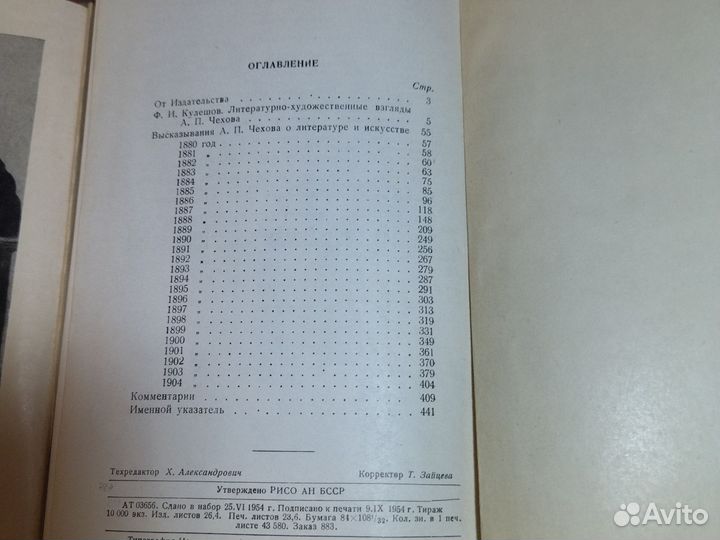 ОГЛАВЛЕНИЕ
Стр.
От Издательства . . . . . . . . . . . . . . . 3
Ф. И. Кулешов. Литературно-художественные взгляды
А. П. Чехова . . . . . . . . . . . . . . . 5
Высказывания А. П. Чехова о литературе и искусстве 55
1880 год . . . . . . . . . . . . . . . 57
1881 „ . . . . . . . . . . . . . . . 58
1882 „ . . . . . . . . . . . . . . . 60
1883 „ . . . . . . . . . . . . . . . 63
1884 „ . . . . . . . . . . . . . . . 75
1885 „ . . . . . . . . . . . . . . . 85
1886 „ . . . . . . . . . . . . . . . 96
1887 „ . . . . . . . . . . . . . . . 118
1888 „ . . . . . . . . . . . . . . . 148
1889 „ . . . . . . . . . . . . . . . 209
1890 „ . . . . . . . . . . . . . . . 249
1891 „ . . . . . . . . . . . . . . . 256
1892 „ . . . . . . . . . . . . . . . 267
1893 „ . . . . . . . . . . . . . . . 279
1894 „ . . . . . . . . . . . . . . . 287
1895 „ . . . . . . . . . . . . . . . 291
1896 „ . . . . . . . . . . . . . . . 303
1897 „ . . . . . . . . . . . . . . . 313
1898 „ . . . . . . . . . . . . . . . 319
1899 „ . . . . . . . . . . . . . . . 331
1900 „ . . . . . . . . . . . . . . . 349
1901 „ . . . . . . . . . . . . . . . 361
1902 „ . . . . . . . . . . . . . . . 370
1903 „ . . . . . . . . . . . . . . . 379
1904 „ . . . . . . . . . . . . . . . 404
Комментарии . . . . . . . . . . . . . . . 409
Именной указатель . . . . . . . . . . . . . . . 441
Техредактор Х. Александрович Корректор Т. Зайцева
Утверждено РИСО АН БССР
АТ 03656. Сдано в набор 25.VI 1954 г. Подписано к печати 9.IX 1954 г. Тираж
10 000 экз. Изд. листов 26,4. Печ. листов 23,6. Бумага 84×108¹/₃₂. Кол. зн. в 1 печ.
листе 43 580. Заказ 883.
Avito